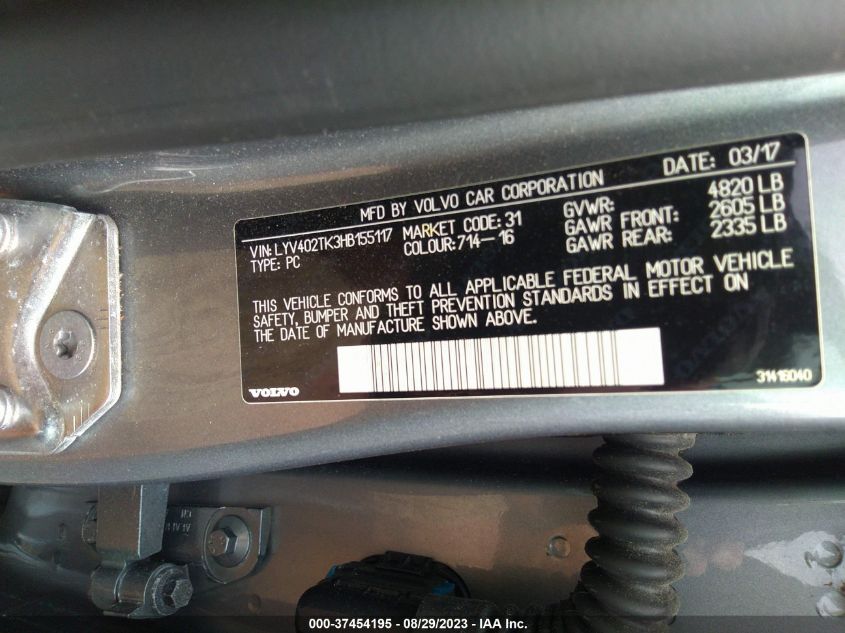 MFD BY VOLVO CAR CORPORATION DATE: 03/17
VIN: LYV402TK3HB155117 MARKET CODE: 31 GVWR: 4820 LB
TYPE: PC COLOUR: 714-16 GAWR FRONT: 2605 LB
GAWR REAR: 2335 LB
THIS VEHICLE CONFORMS TO ALL APPLICABLE FEDERAL MOTOR VEHICLE
SAFETY, BUMPER AND THEFT PREVENTION STANDARDS IN EFFECT ON
THE DATE OF MANUFACTURE SHOWN ABOVE.
VOLVO 31416040
000-37454195 - 08/29/2023 - IAA Inc.